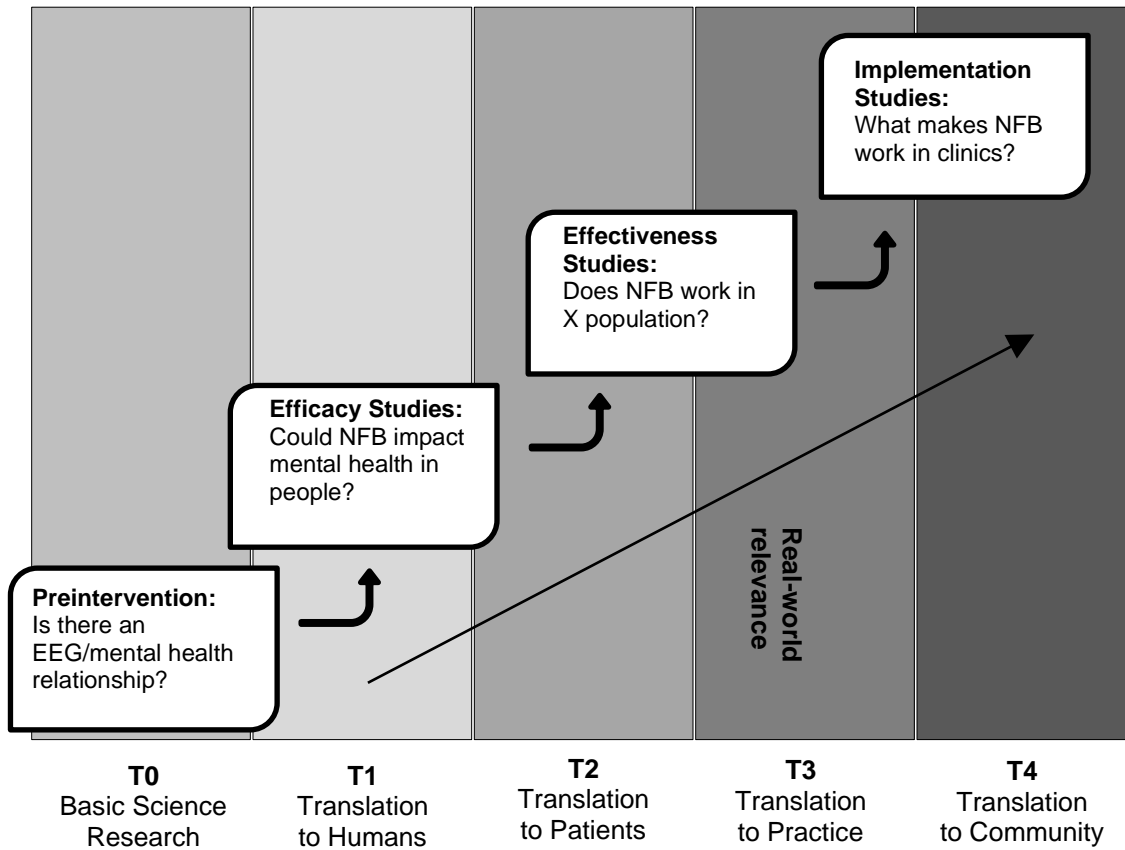 Implementation
Studies:
What makes NFB
work in clinics?
Effectiveness
Studies:
Does NFB work in
X population?
Efficacy Studies:
Could NFB impact
mental health in
people?
Preintervention:
Is there an
EEG/mental health
relationship?
Real-world
relevance
T0
Basic Science
Research
T1
Translation
to Humans
T2
Translation
to Patients
T3
Translation
to Practice
T4
Translation
to Community